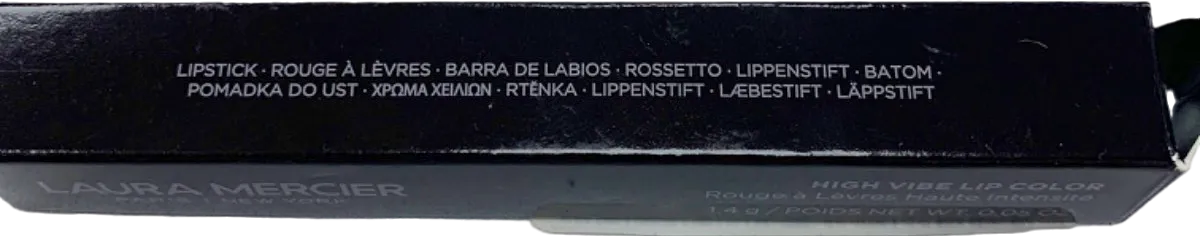 LIPSTICK · ROUGE À LÈVRES · BARRA DE LABIOS · ROSSETTO · LIPPENSTIFT · BATOM ·
POMADKA DO UST · ΧΡΩΜΑ ΧΕΙΛΙΩΝ · RTĚNKA · LIPPENSTIFT · LÆBESTIFT · LÄPPSTIFT
LAURA MERCIER
PARIS | NEW YORK
HIGH VIBE LIP COLOR
Rouge à Lèvres Haute Intensité
1.4 g / POIDS NET WT. 0.05